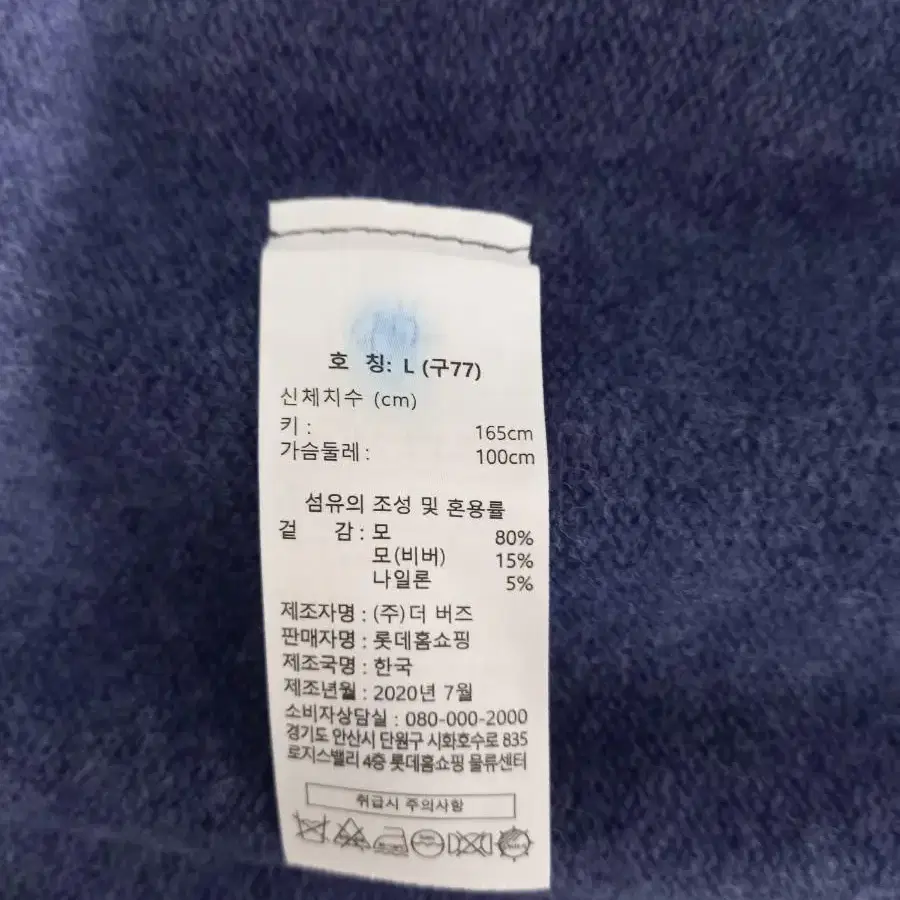 호 칭: L (구77)
신체치수 (cm)
키 : 165cm
가슴둘레 : 100cm
섬유의 조성 및 혼용률
겉 감 : 모 80%
모(비버) 15%
나일론 5%
제조자명 : (주)더 버즈
판매자명 : 롯데홈쇼핑
제조국명 : 한국
제조년월 : 2020년 7월
소비자상담실 : 080-000-2000
경기도 안산시 단원구 시화호수로 835
로지스밸리 4층 롯데홈쇼핑 물류센터
취급시 주의사항